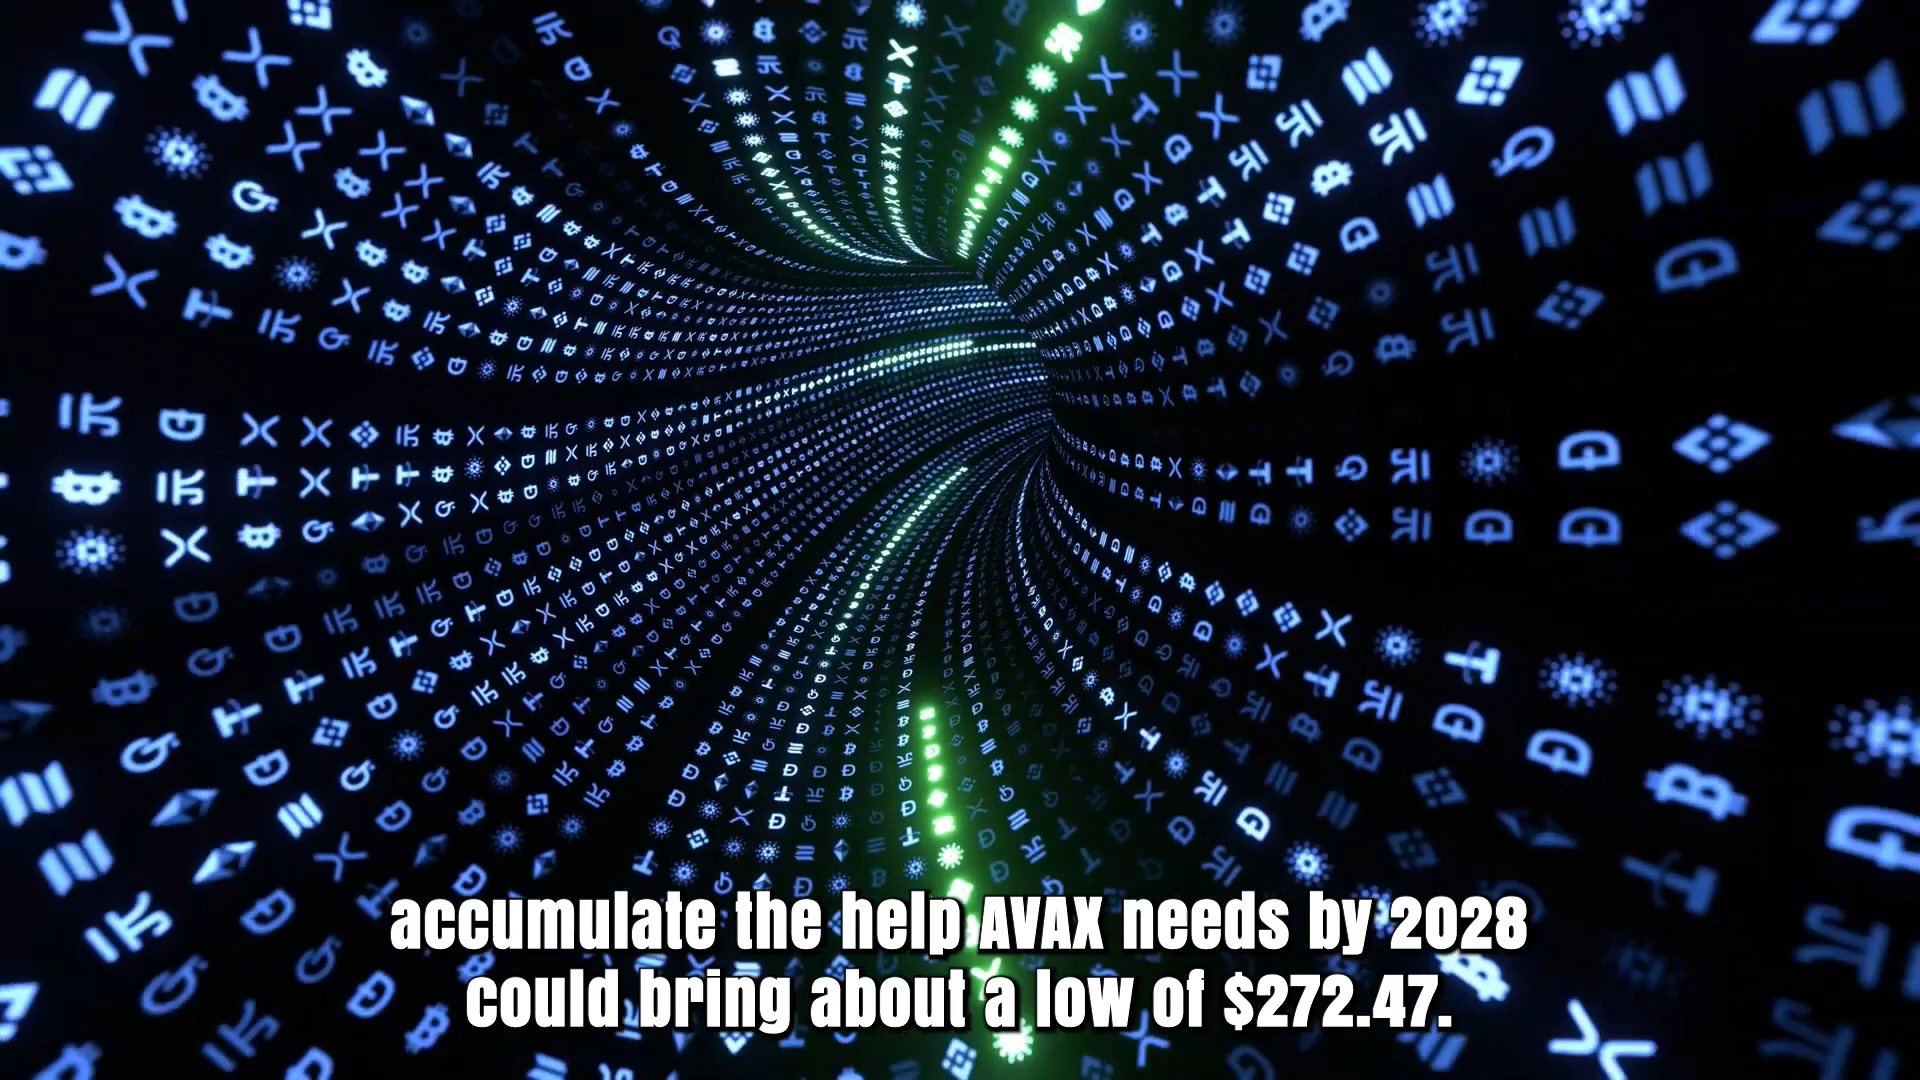 accumulate the help AVAX needs by 2028
could bring about a low of $272.47.